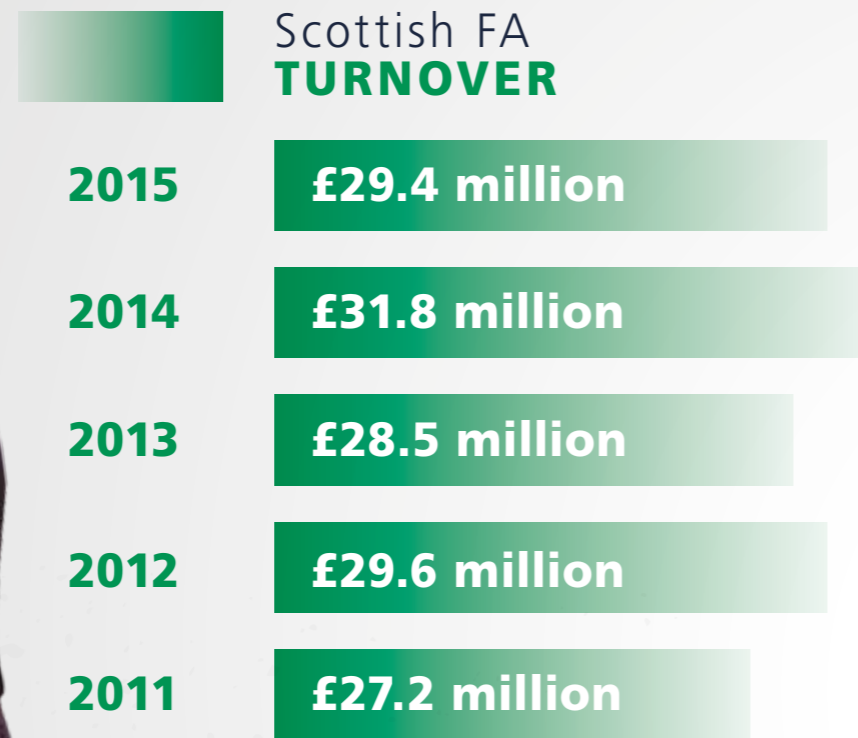 Scottish FA
TURNOVER
2015 £29.4 million
2014 £31.8 million
2013 £28.5 million
2012 £29.6 million
2011 £27.2 million